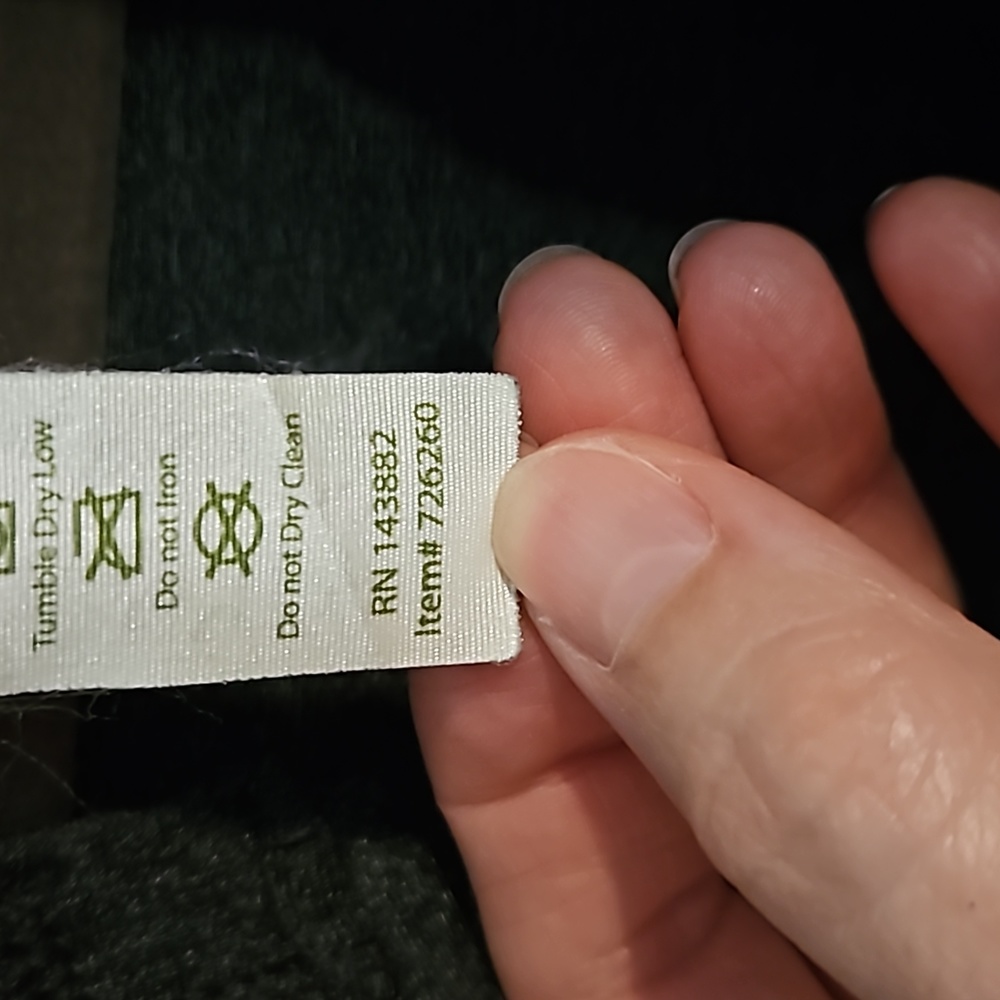 Tumble Dry Low
Do not Iron
Do not Dry Clean
RN 143882
Item# 726260